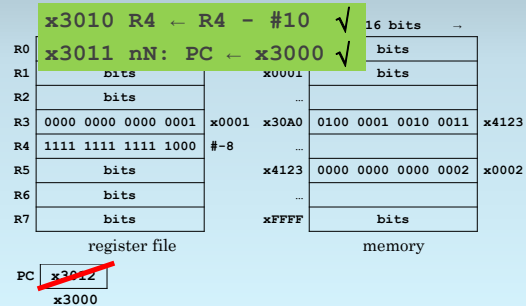 x3010 R4 ← R4 - #10 √
x3011 nN: PC ← x3000 √
16 bits →
R0 bits
R1 bits x0001
R2 bits …
R3 0000 0000 0000 0001 x0001 x30A0 0100 0001 0010 0011 x4123
R4 1111 1111 1111 1000 #-8 …
R5 bits x4123 0000 0000 0000 0002 x0002
R6 bits …
R7 bits xFFFF bits
register file memory
PC x3012
x3000